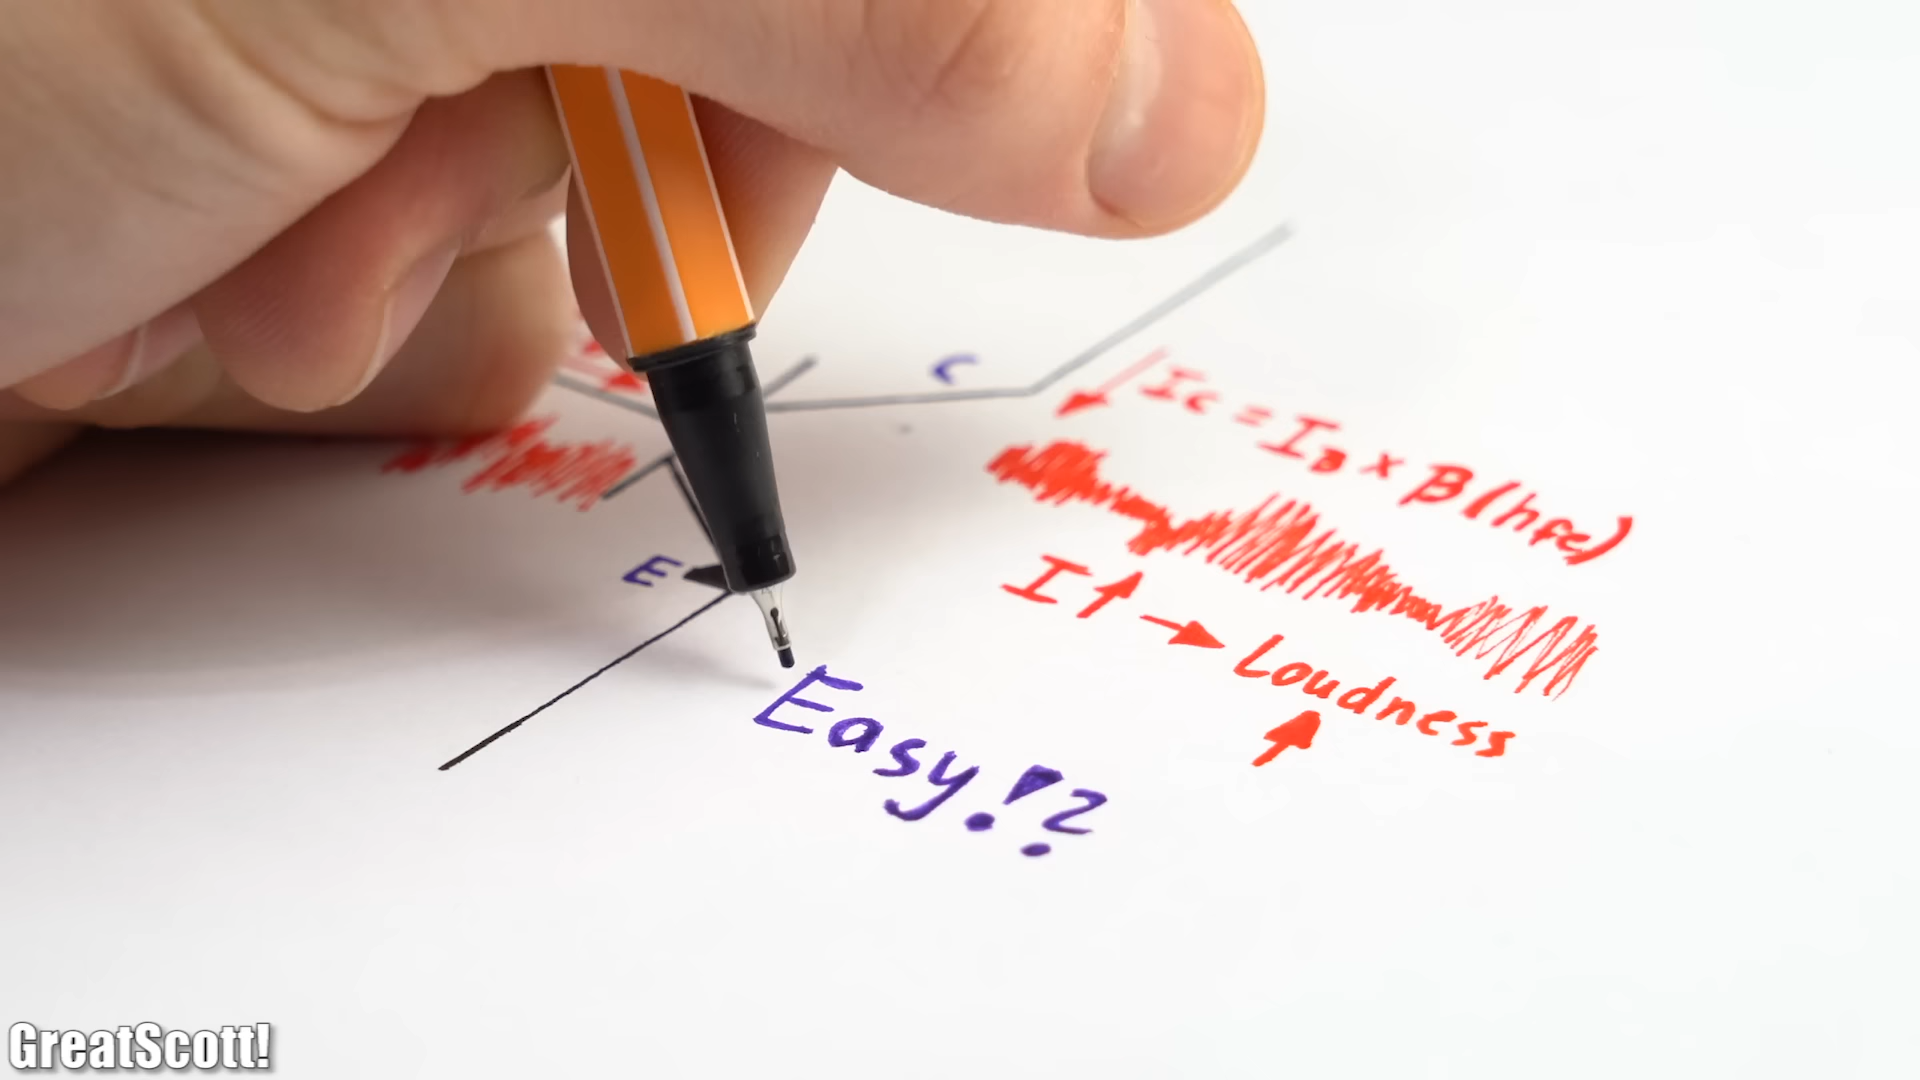 C
Ic = IB × β(hfe)
E
I↑ → Loudness
↑
Easy!?
GreatScott!